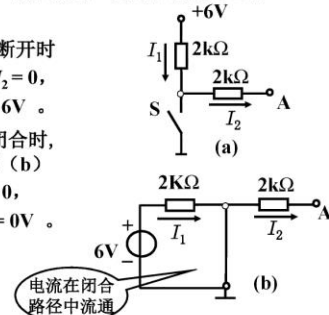 断开时
I₂ = 0,
6V 。
闭合时,
(b)
0,
= 0V 。
+6V
I₁
2kΩ
2kΩ
S
A
I₂
(a)
2KΩ
2kΩ
A
+
6V
−
I₁
I₂
(b)
电流在闭合
路径中流通